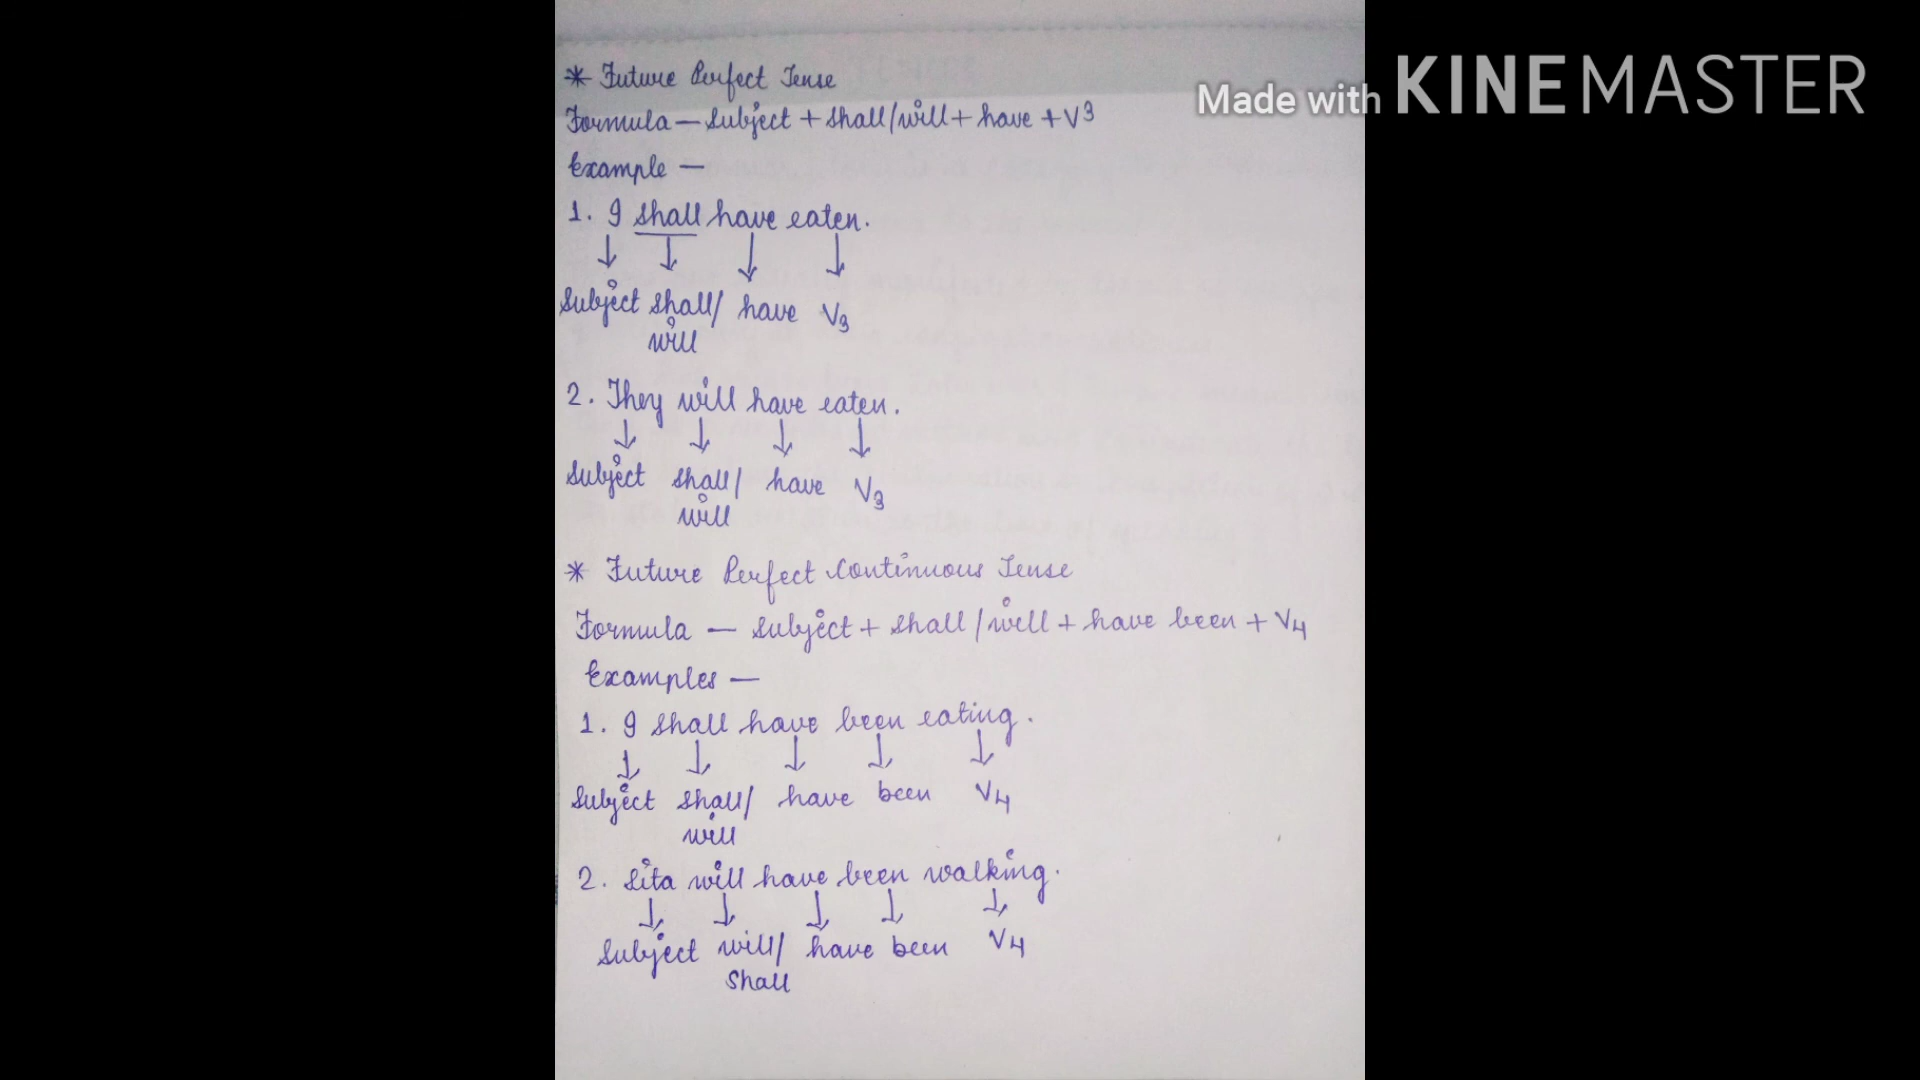 * Future Perfect Tense
Made with KINEMASTER
Formula — Subject + shall/will + have + V3
Example —
1. I shall have eaten.
↓ ↓ ↓ ↓
Subject shall/ have V3
will
2. They will have eaten.
↓ ↓ ↓ ↓
Subject shall/ have V3
will
* Future Perfect Continuous Tense
Formula — Subject + shall/will + have been + V4
Examples —
1. I shall have been eating.
↓ ↓ ↓ ↓ ↓
Subject shall/ have been V4
will
2. Sita will have been walking.
↓ ↓ ↓ ↓ ↓
Subject will/ have been V4
Shall